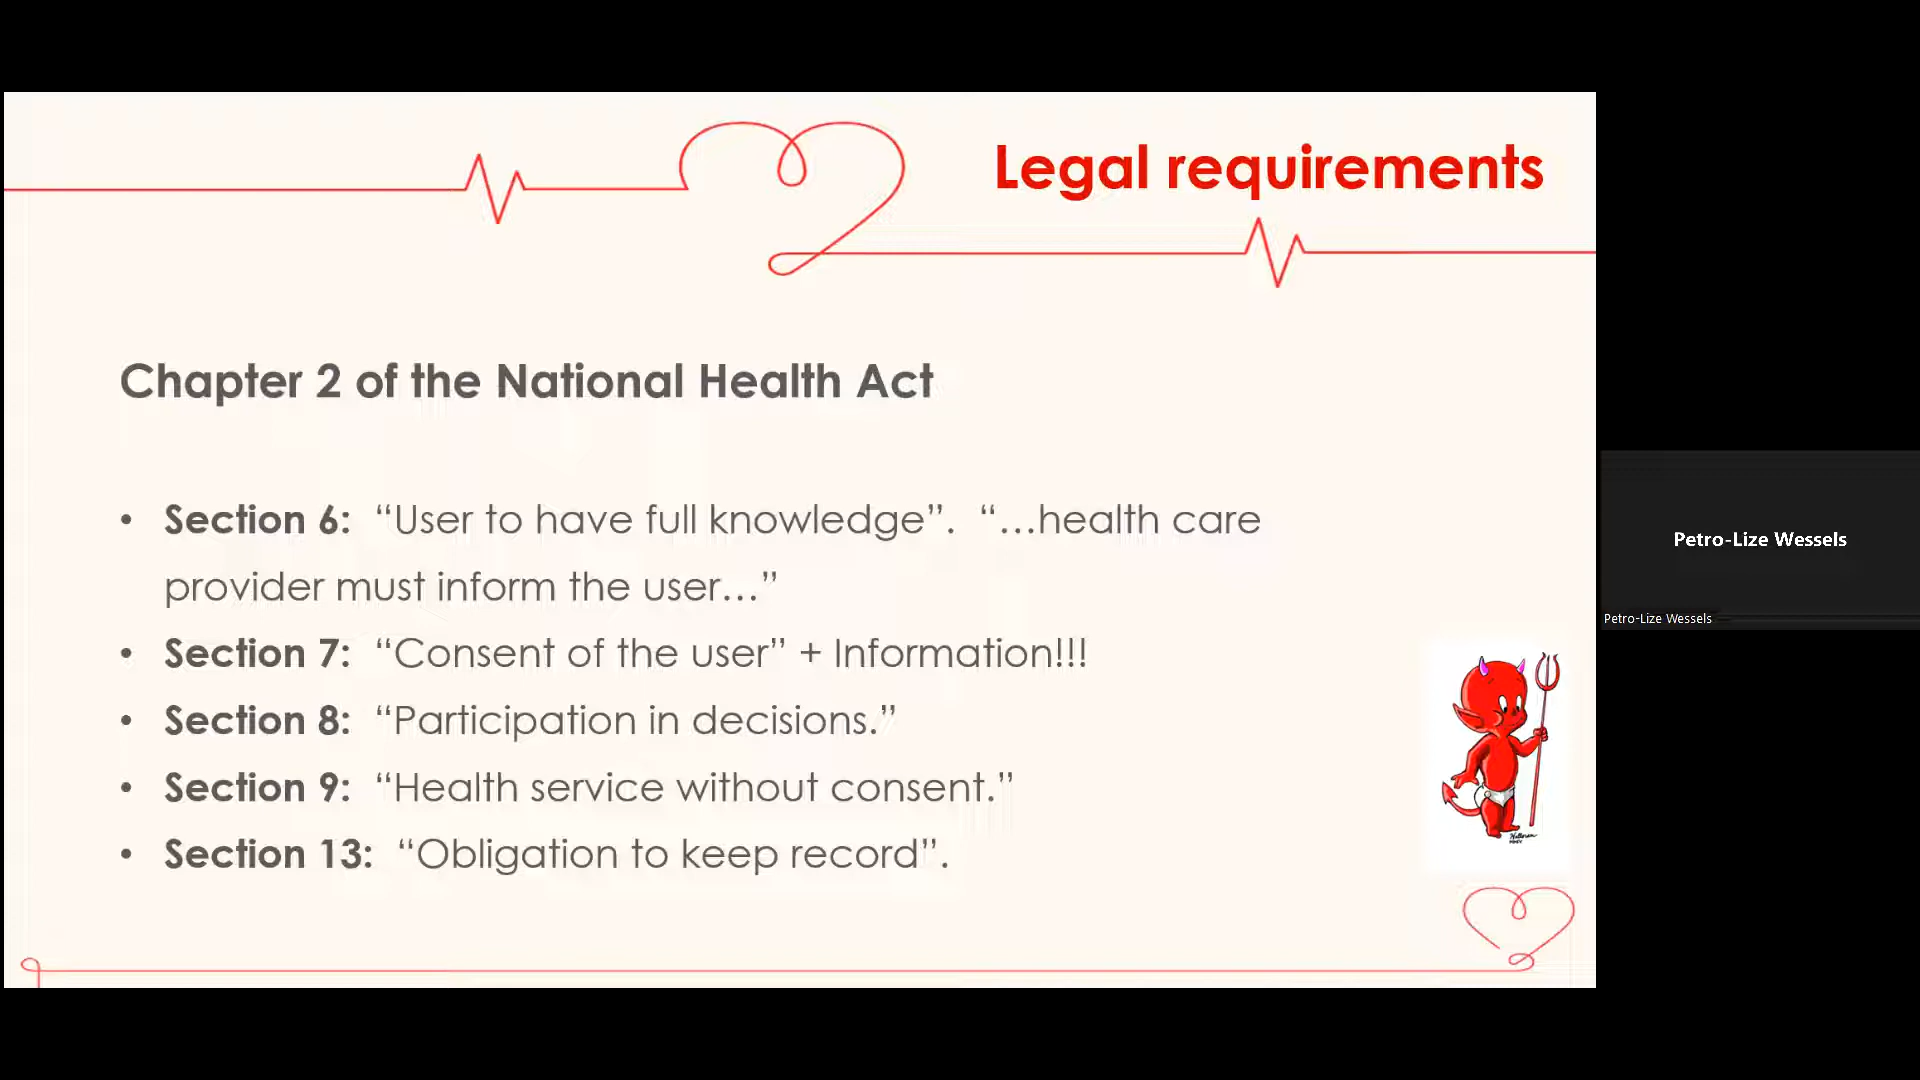 Legal requirements
Chapter 2 of the National Health Act
• Section 6: “User to have full knowledge”. “…health care
provider must inform the user…”
• Section 7: “Consent of the user” + Information!!!
• Section 8: “Participation in decisions.”
• Section 9: “Health service without consent.”
• Section 13: “Obligation to keep record”.
Petro-Lize Wessels
Petro-Lize Wessels